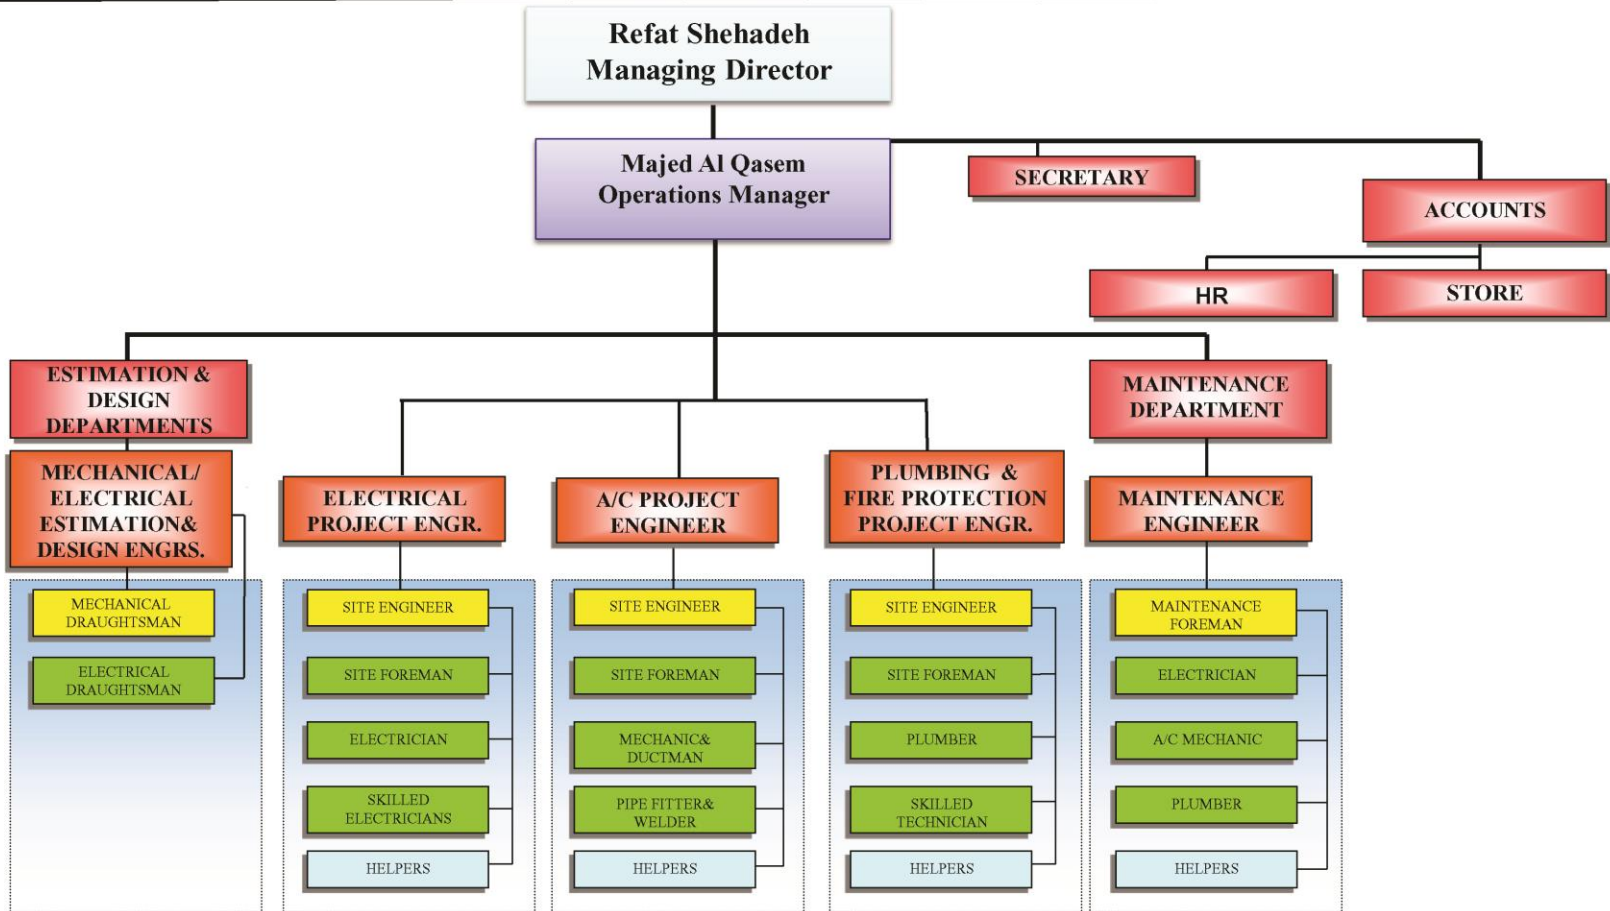 Refat Shehadeh
Managing Director
Majed Al Qasem
Operations Manager
SECRETARY
ACCOUNTS
HR
STORE
ESTIMATION &
DESIGN
DEPARTMENTS
MAINTENANCE
DEPARTMENT
MECHANICAL/
ELECTRICAL
ESTIMATION&
DESIGN ENGRS.
ELECTRICAL
PROJECT ENGR.
A/C PROJECT
ENGINEER
PLUMBING &
FIRE PROTECTION
PROJECT ENGR.
MAINTENANCE
ENGINEER
MECHANICAL
DRAUGHTSMAN
ELECTRICAL
DRAUGHTSMAN
SITE ENGINEER
SITE FOREMAN
ELECTRICIAN
SKILLED
ELECTRICIANS
HELPERS
SITE ENGINEER
SITE FOREMAN
MECHANIC&
DUCTMAN
PIPE FITTER&
WELDER
HELPERS
SITE ENGINEER
SITE FOREMAN
PLUMBER
SKILLED
TECHNICIAN
HELPERS
MAINTENANCE
FOREMAN
ELECTRICIAN
A/C MECHANIC
PLUMBER
HELPERS